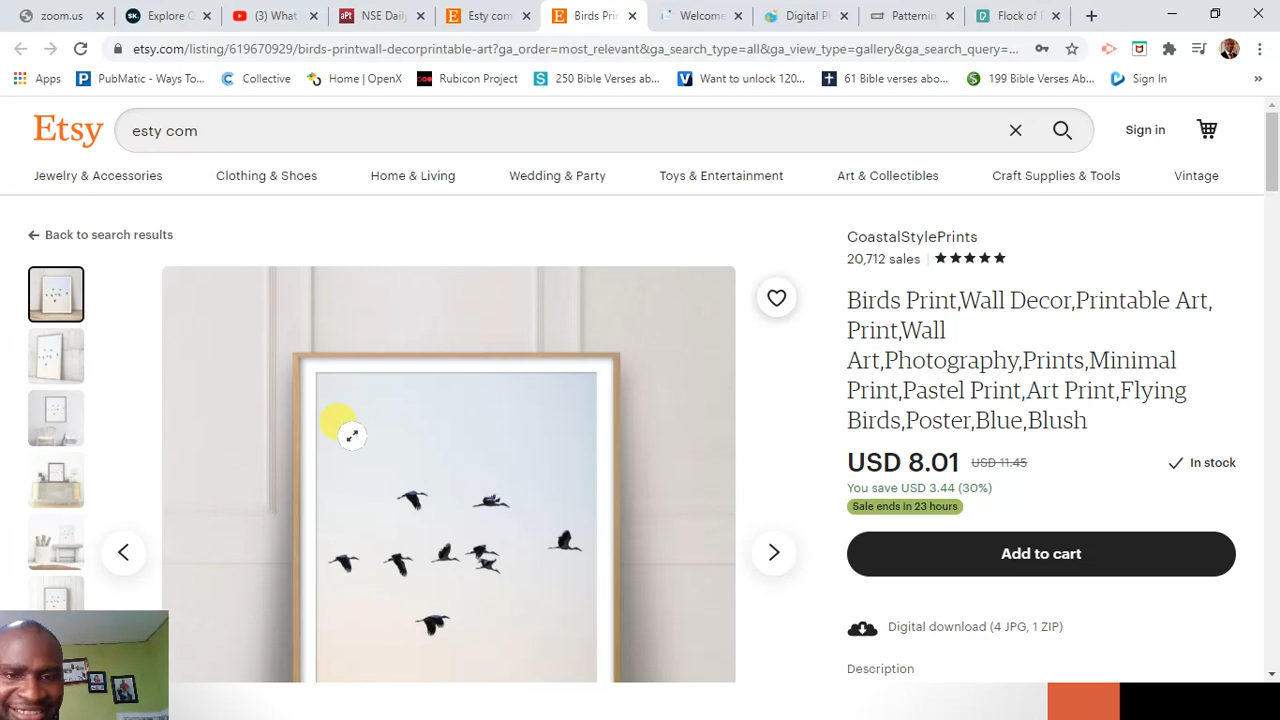 zoom.us
Explore C
(3) What
NSE Daily
Esty com
Birds Prin
Welcome
Digital P
Patternin
Flock of F
etsy.com/listing/619670929/birds-printwall-decorprintable-art?ga_order=most_relevant&ga_search_type=all&ga_view_type=gallery&ga_search_query=...
Apps
PubMatic - Ways To...
Collective
Home | OpenX
Rubicon Project
250 Bible Verses ab...
Want to unlock 120...
61 Bible verses abo...
199 Bible Verses Ab...
Sign In
»
Etsy
esty com
Sign in
Jewelry & Accessories
Clothing & Shoes
Home & Living
Wedding & Party
Toys & Entertainment
Art & Collectibles
Craft Supplies & Tools
Vintage
Back to search results
CoastalStylePrints
20,712 sales | ★★★★★
Birds Print,Wall Decor,Printable Art,
Print,Wall
Art,Photography,Prints,Minimal
Print,Pastel Print,Art Print,Flying
Birds,Poster,Blue,Blush
USD 8.01 USD 11.45
In stock
You save USD 3.44 (30%)
Sale ends in 23 hours
Add to cart
Digital download (4 JPG, 1 ZIP)
Description